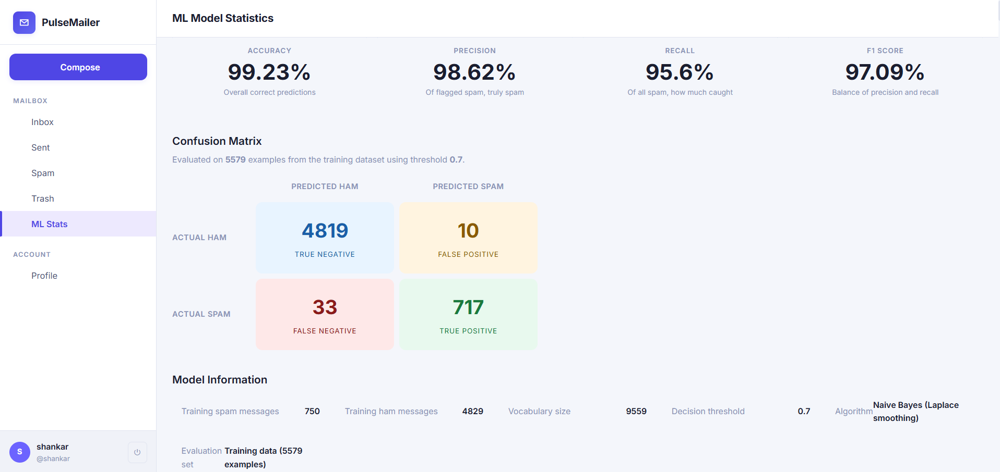 PulseMailer
Compose
MAILBOX
Inbox
Sent
Spam
Trash
ML Stats
ACCOUNT
Profile
S
shankar
@shankar
ML Model Statistics
ACCURACY
99.23%
Overall correct predictions
PRECISION
98.62%
Of flagged spam, truly spam
RECALL
95.6%
Of all spam, how much caught
F1 SCORE
97.09%
Balance of precision and recall
Confusion Matrix
Evaluated on 5579 examples from the training dataset using threshold 0.7.
PREDICTED HAM PREDICTED SPAM
ACTUAL HAM
4819
TRUE NEGATIVE
10
FALSE POSITIVE
ACTUAL SPAM
33
FALSE NEGATIVE
717
TRUE POSITIVE
Model Information
Training spam messages 750
Training ham messages 4829
Vocabulary size 9559
Decision threshold 0.7
Algorithm
Naive Bayes (Laplace
smoothing)
Evaluation
set
Training data (5579
examples)